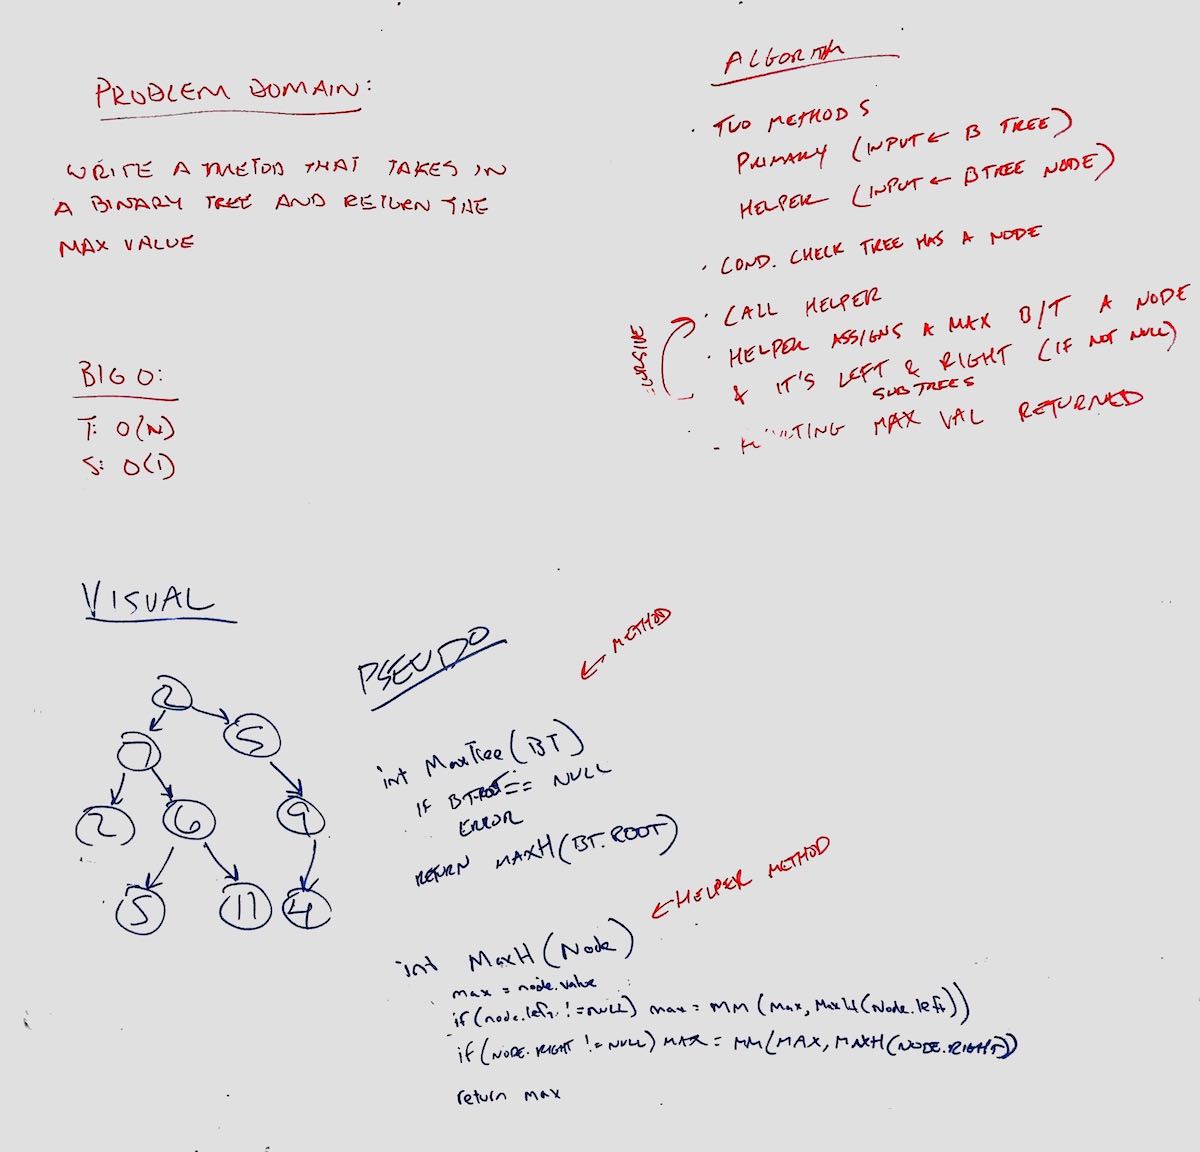 PROBLEM DOMAIN:
WRITE A METOD THAT TAKES IN
A BINARY TREE AND RETURN THE
MAX VALUE
BIG O:
T: O(N)
S: O(1)
ALGORITM
· TWO METHODS
PRIMARY (INPUT ← B TREE)
HELPER (INPUT ← BTREE NODE)
· COND. CHECK TREE HAS A NODE
· CALL HELPER
· HELPER ASSIGNS A MAX B/T A NODE
& IT'S LEFT & RIGHT (IF NOT NULL)
SUBTREES
· MAX VAL RETURNED
VISUAL
2
7
5
2
6
9
5
11
4
PSEUDO
← METHOD
int MaxTree (BT)
IF BT.ROOT == NULL
ERROR
RETURN MAXH (BT.ROOT)
← HELPER METHOD
int MaxH (Node)
max = node.value
if (node.left != NULL) max = MM (Max, MaxH (Node.left))
if (NODE.RIGHT != NULL) MAX = MM (MAX, MAXH (NODE.RIGHT))
return max